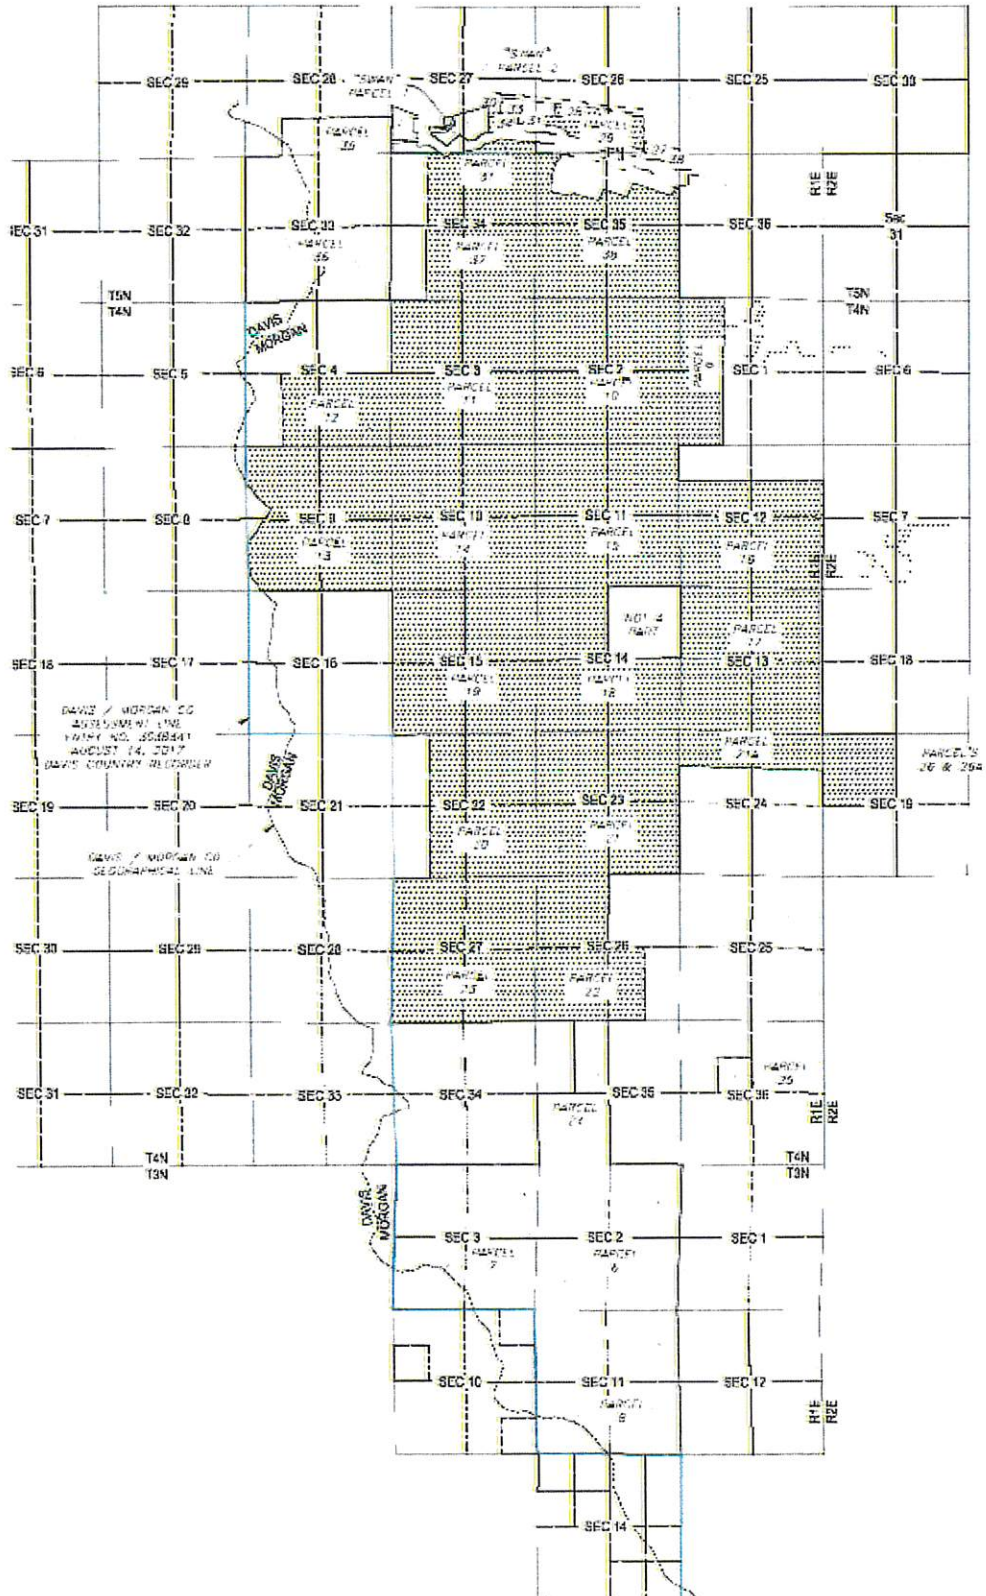 "SWAN"
PARCEL 2
SEC 29
SEC 28
"SWAN"
PARCEL
SEC 27
SEC 26
SEC 25
SEC 30
PARCEL
35
30
33
31
PARCEL
29
37
38
PARCEL
R1E
R2E
SEC 31
SEC 32
SEC 33
PARCEL
SEC 34
PARCEL
37
SEC 35
PARCEL
SEC 36
Sec
31
T5N
T4N
T5N
T4N
DAVIS
MORGAN
SEC 6
SEC 5
SEC 4
PARCEL
12
SEC 3
PARCEL
11
SEC 2
10
PARCEL
9
SEC 1
SEC 6
SEC 7
SEC 8
SEC 9
PARCEL
13
SEC 10
PARCEL
14
SEC 11
PARCEL
15
SEC 12
PARCEL
16
SEC 7
R1E
R2E
NOT A
PART
PARCEL
17
SEC 18
SEC 17
SEC 16
SEC 15
PARCEL
19
SEC 14
PARCEL
18
SEC 13
SEC 18
DAVIS / MORGAN CO
ASSESSMENT LINE
ENTRY NO.
AUGUST 14, 2017
DAVIS COUNTRY RECORDER
PARCEL
21A
PARCEL'S
26 & 26A
DAVIS
MORGAN
SEC 19
SEC 20
SEC 21
SEC 22
PARCEL
20
SEC 23
PARCEL
21
SEC 24
SEC 19
DAVIS / MORGAN CO
GEOGRAPHICAL LINE
SEC 30
SEC 29
SEC 28
SEC 27
PARCEL
23
SEC 26
PARCEL
22
SEC 25
SEC 31
SEC 32
SEC 33
SEC 34
SEC 35
PARCEL
SEC 36
PARCEL
25
R1E
R2E
T4N
T3N
T4N
T3N
DAVIS
MORGAN
SEC 3
PARCEL
7
SEC 2
PARCEL
6
SEC 1
SEC 10
SEC 11
PARCEL
8
SEC 12
R1E
R2E
SEC 14